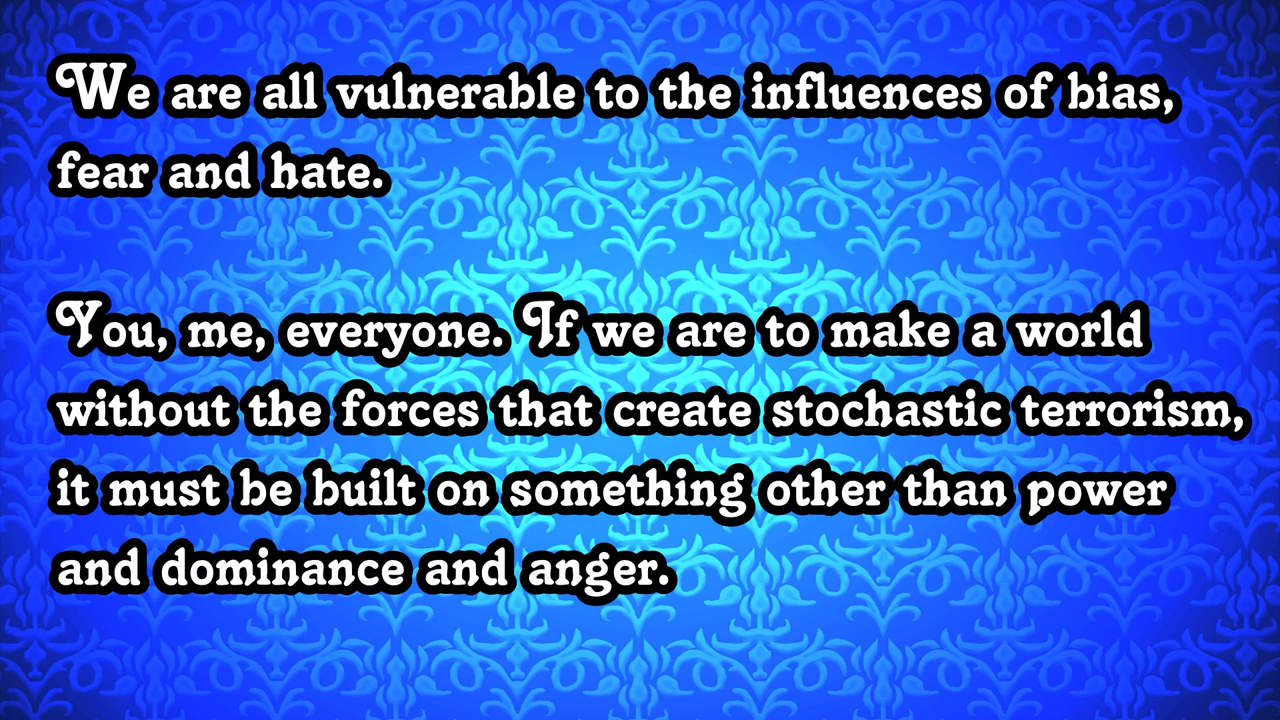 We are all vulnerable to the influences of bias,
fear and hate.
You, me, everyone. If we are to make a world
without the forces that create stochastic terrorism,
it must be built on something other than power
and dominance and anger.